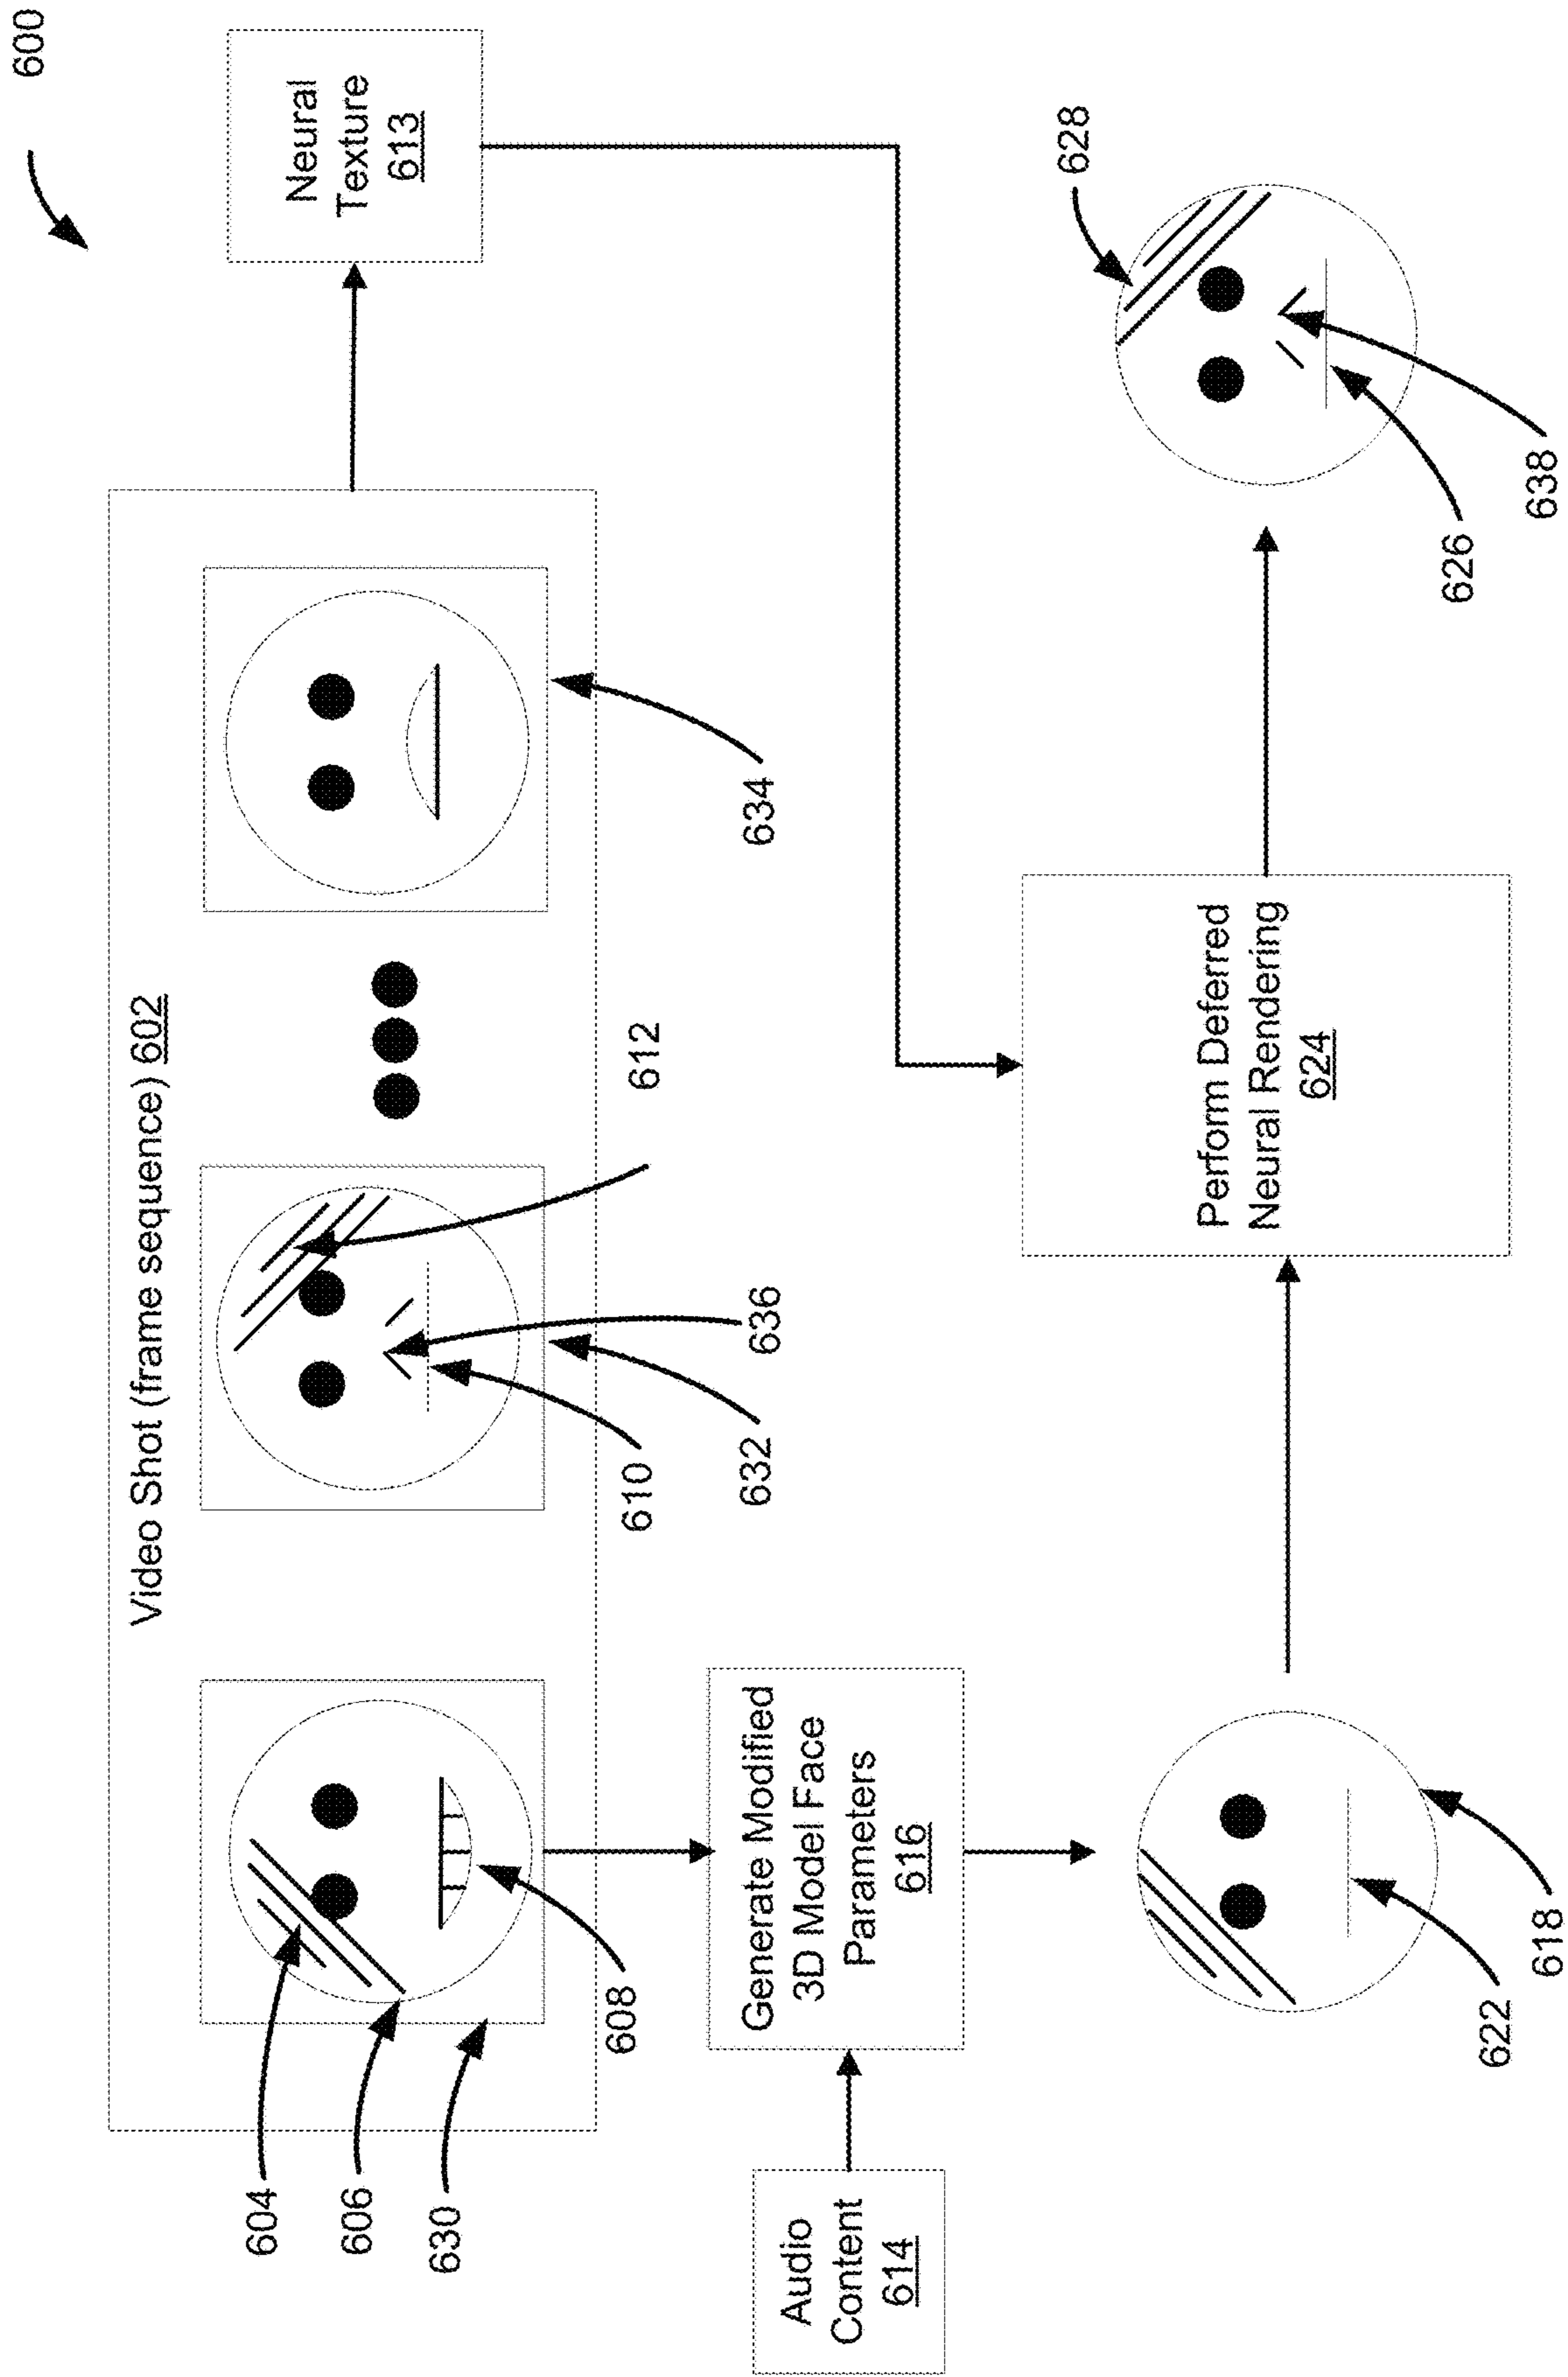 600
Video Shot (frame sequence) 602
Neural
Texture
613
604
606
630
608
610
632
636
612
634
Audio
Content
614
Generate Modified
3D Model Face
Parameters
616
622
618
Perform Deferred
Neural Rendering
624
628
626
638